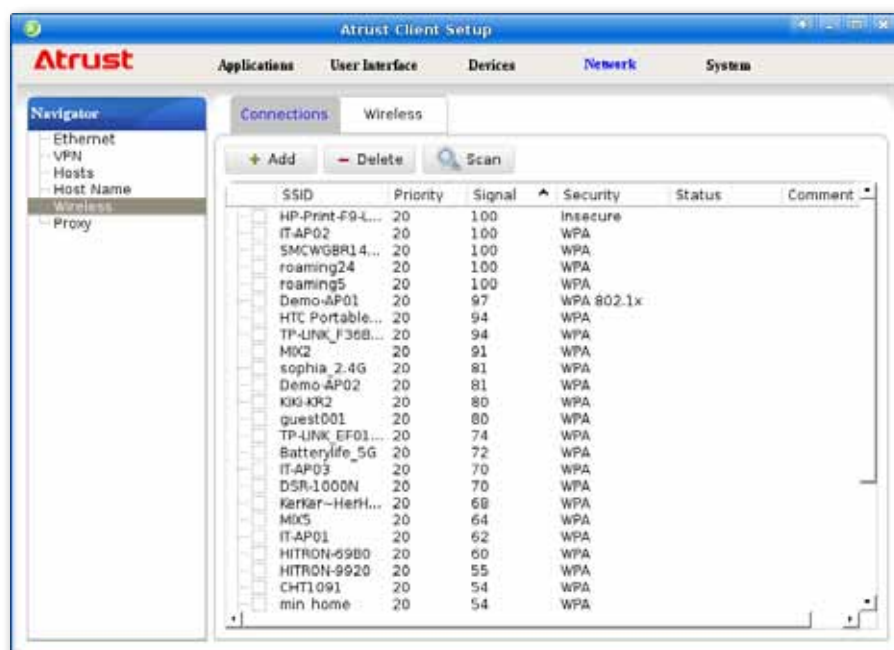 Atrust Client Setup
Atrust
Applications User Interface Devices Network System
Navigator
Ethernet
VPN
Hosts
Host Name
Wireless
Proxy
Connections Wireless
+ Add - Delete Scan
SSID Priority Signal Security Status Comment
HP-Print-F9-L... 20 100 Insecure
IT-AP02 20 100 WPA
SMCWGBR14... 20 100 WPA
roaming24 20 100 WPA
roaming5 20 100 WPA
Demo-AP01 20 97 WPA 802.1x
HTC Portable... 20 94 WPA
TP-LINK_F36B... 20 94 WPA
MIX2 20 91 WPA
sophia_2.4G 20 81 WPA
Demo-AP02 20 81 WPA
KIKI-KR2 20 80 WPA
guest001 20 80 WPA
TP-LINK_EF01... 20 74 WPA
Batterylife_5G 20 72 WPA
IT-AP03 20 70 WPA
DSR-1000N 20 70 WPA
KerKer~HerH... 20 68 WPA
MIX5 20 64 WPA
IT-AP01 20 62 WPA
HITRON-6980 20 60 WPA
HITRON-9920 20 55 WPA
CHT1091 20 54 WPA
min home 20 54 WPA